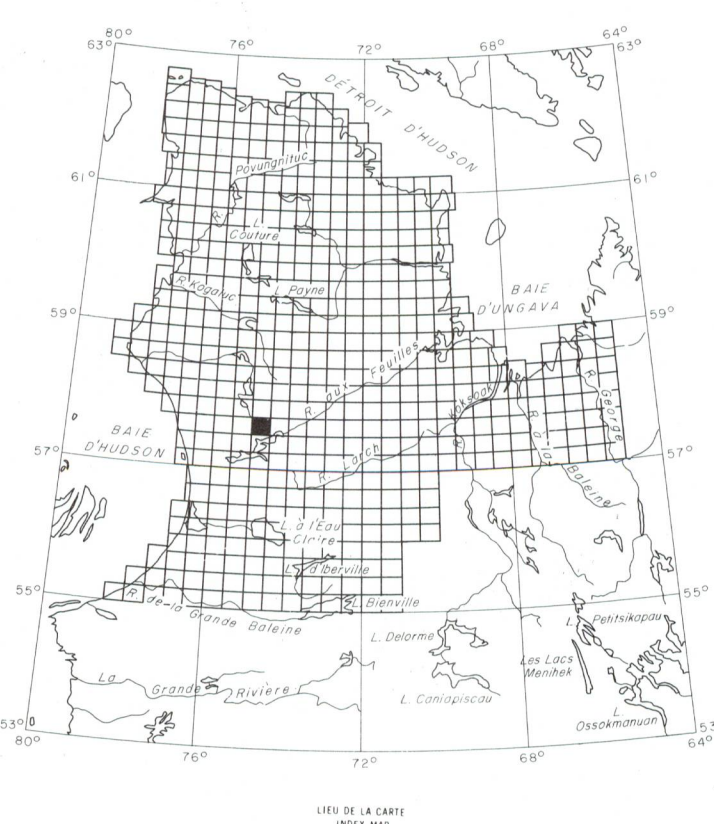 80°
76°
72°
68°
64°
63°
63°
DÉTROIT D'HUDSON
Povungnituc
R.
61°
61°
L.
Couture
R. Kogaluc
L. Payne
BAIE
D'UNGAVA
59°
59°
R. aux Feuilles
Koksoak
R.
R. à la Baleine
R. George
BAIE
D'HUDSON
57°
57°
R. Larch
L. à l'Eau
Claire
L. d'Iberville
55°
55°
R. de-la Grande Baleine
L. Bienville
L. Delorme
L. Petitsikapau
Les Lacs
Menihek
La Grande Rivière
L. Caniapiscau
L.
Ossokmanuan
53°
53
80°
76°
72°
68°
64°
LIEU DE LA CARTE
INDEX MAP